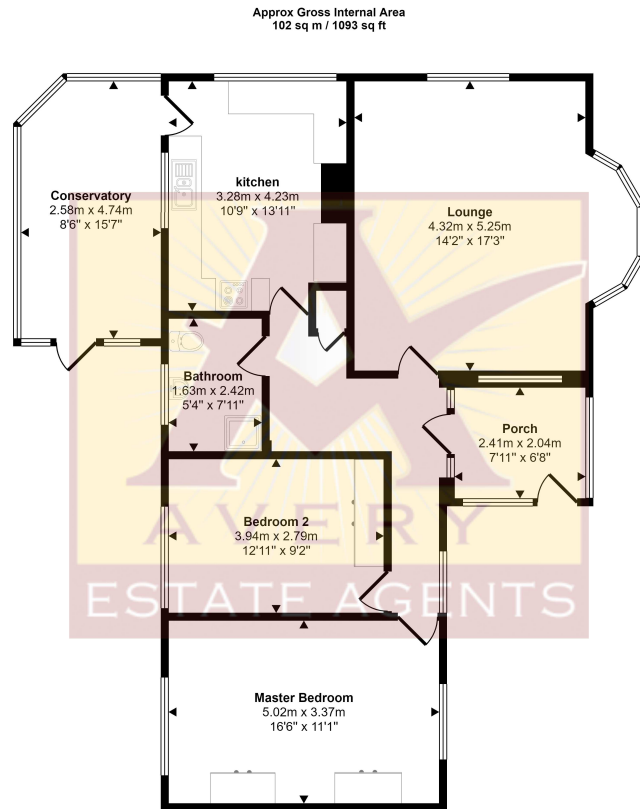 Approx Gross Internal Area
102 sq m / 1093 sq ft
Conservatory
2.58m x 4.74m
8'6" x 15'7"
kitchen
3.28m x 4.23m
10'9" x 13'11"
Lounge
4.32m x 5.25m
14'2" x 17'3"
Bathroom
1.63m x 2.42m
5'4" x 7'11"
Porch
2.41m x 2.04m
7'11" x 6'8"
Bedroom 2
3.94m x 2.79m
12'11" x 9'2"
AVERY
ESTATE AGENTS
Master Bedroom
5.02m x 3.37m
16'6" x 11'1"